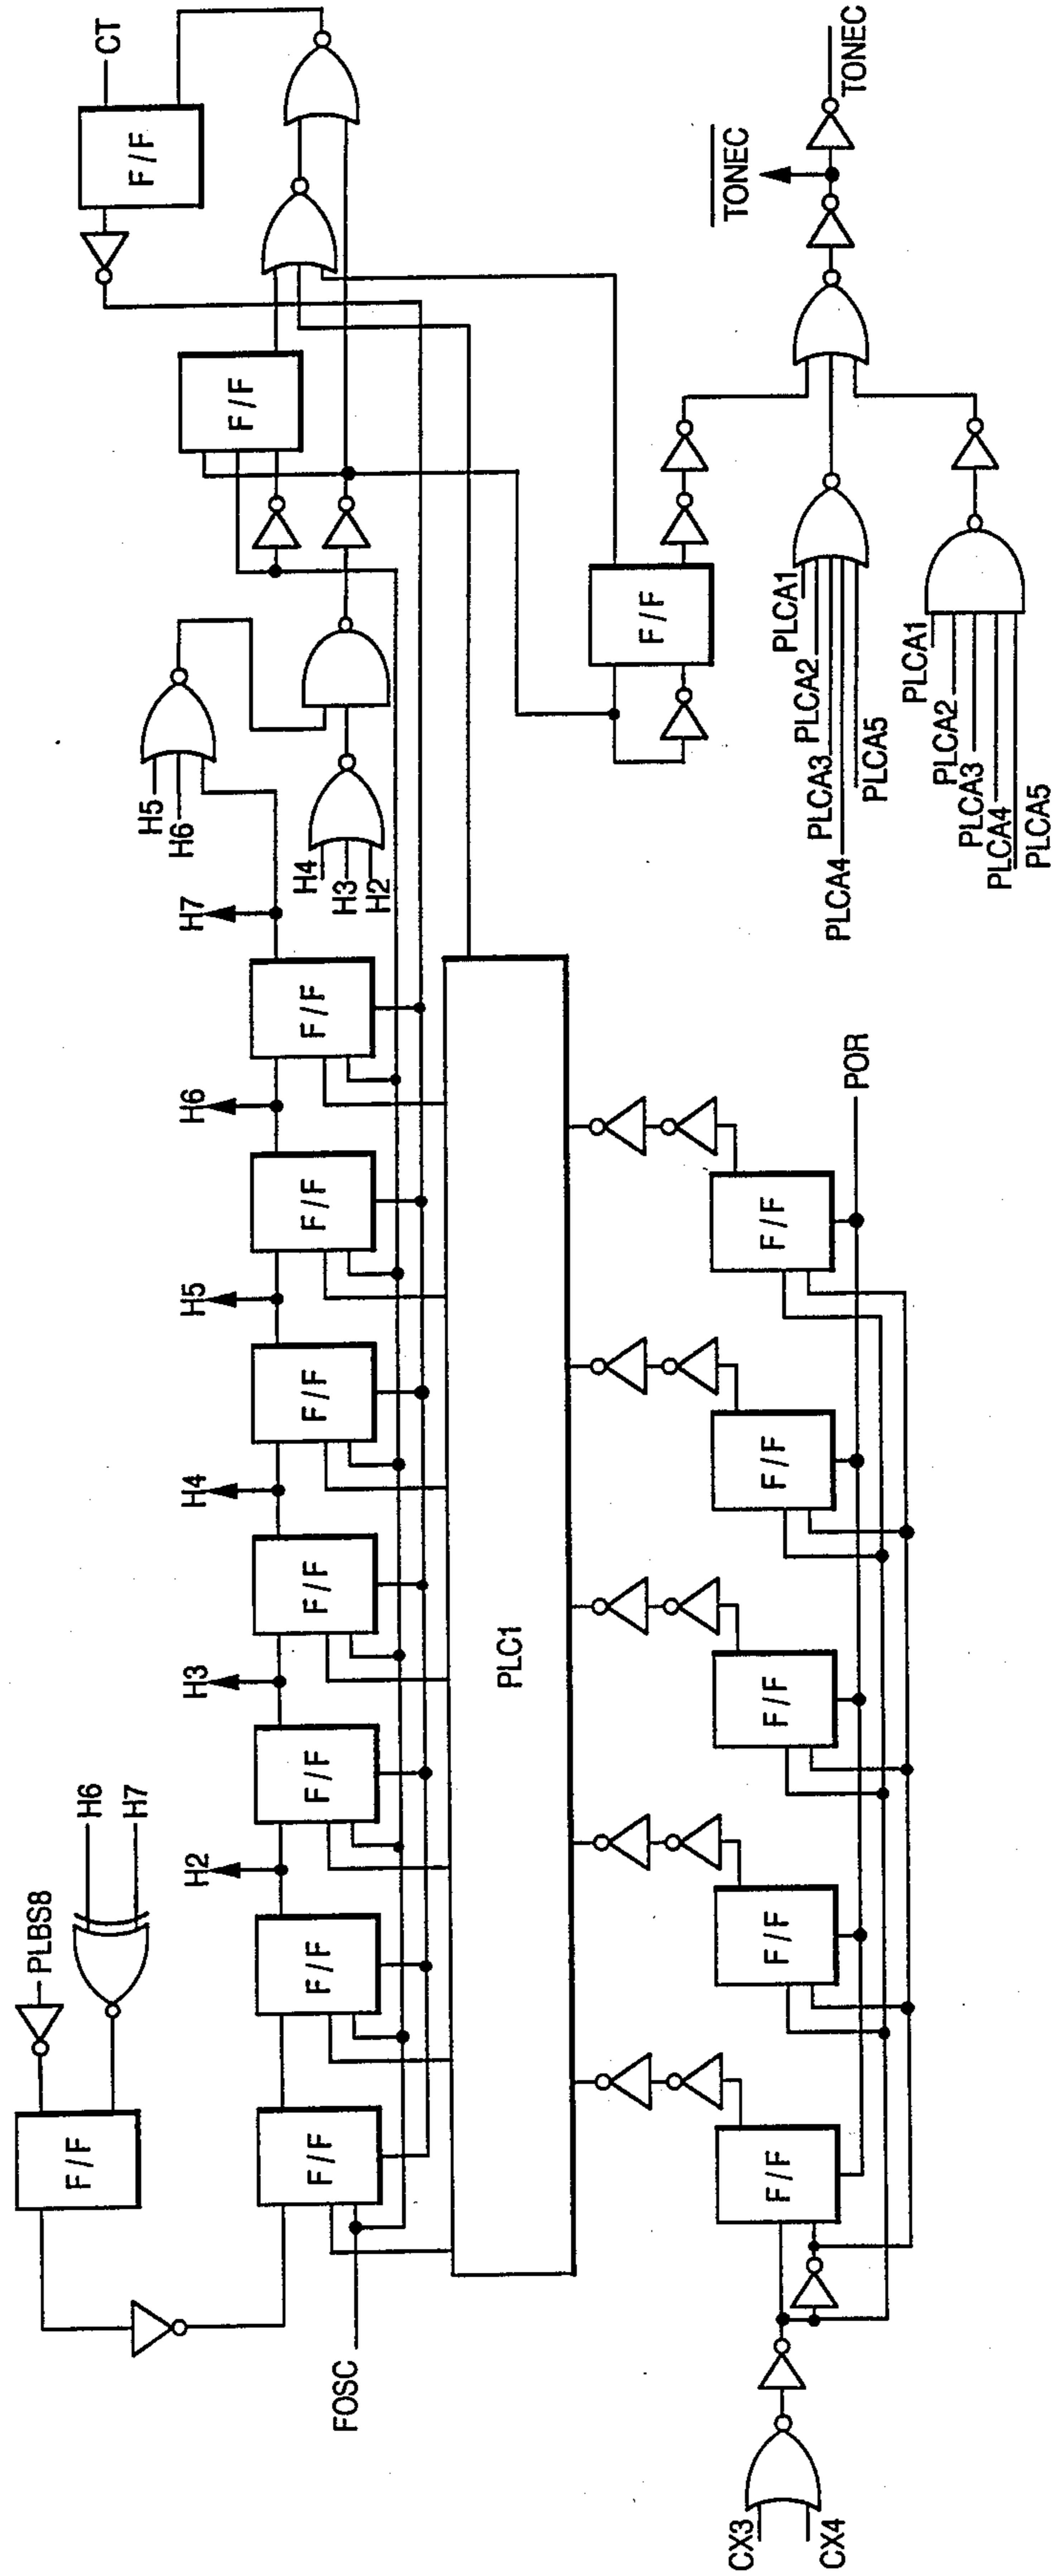 CT
F/F
TONEC
TONEC
F/F
H5
H6
H4
H3
H2
F/F
PLCA1
PLCA2
PLCA3
PLCA4
PLCA5
PLCA1
PLCA2
PLCA3
PLCA4
PLCA5
H7
F/F
H6
F/F
H5
F/F
H4
F/F
H3
F/F
H2
F/F
F/F
PLBS8
H6
H7
F/F
FOSC
PLC1
POR
F/F
F/F
F/F
F/F
F/F
CX3
CX4